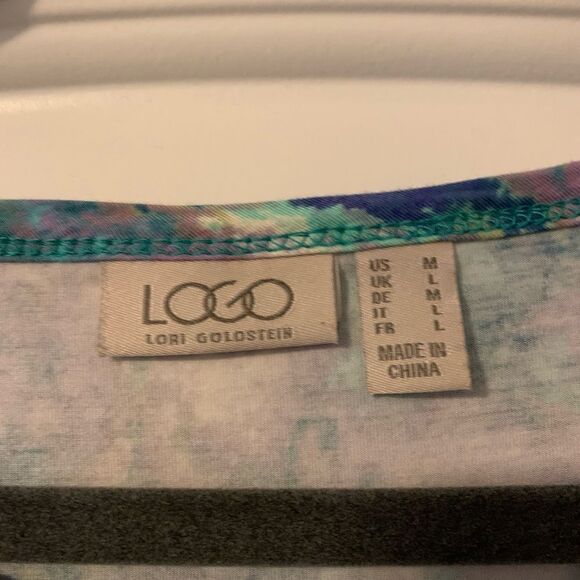 LOGO
LORI GOLDSTEIN
US M
UK L
DE M
IT L
FR L
MADE IN
CHINA